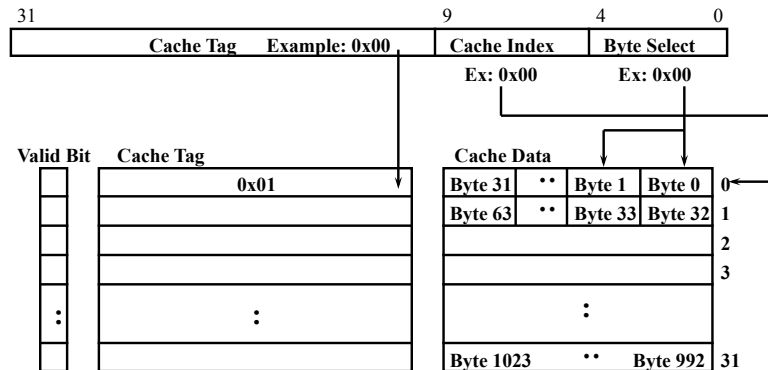 31 9 4 0
Cache Tag Example: 0x00 Cache Index Byte Select
Ex: 0x00 Ex: 0x00
Valid Bit Cache Tag Cache Data
0x01 Byte 31 ·· Byte 1 Byte 0 0
Byte 63 ·· Byte 33 Byte 32 1
2
3
: : :
Byte 1023 ·· Byte 992 31